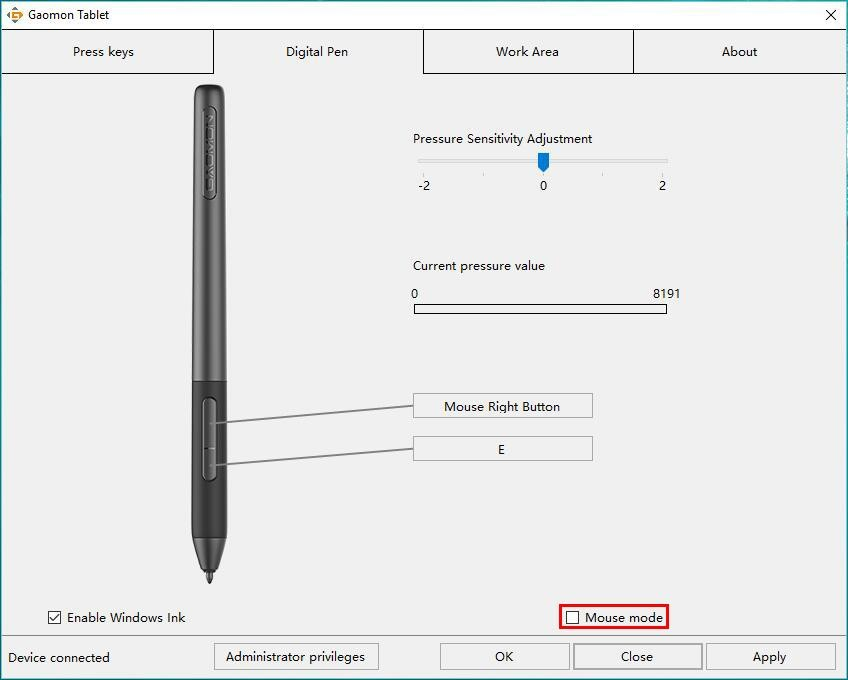 Gaomon Tablet
Press keys
Digital Pen
Work Area
About
GAOMON
Pressure Sensitivity Adjustment
-2 0 2
Current pressure value
0 8191
Mouse Right Button
E
Enable Windows Ink
Mouse mode
Device connected
Administrator privileges
OK
Close
Apply